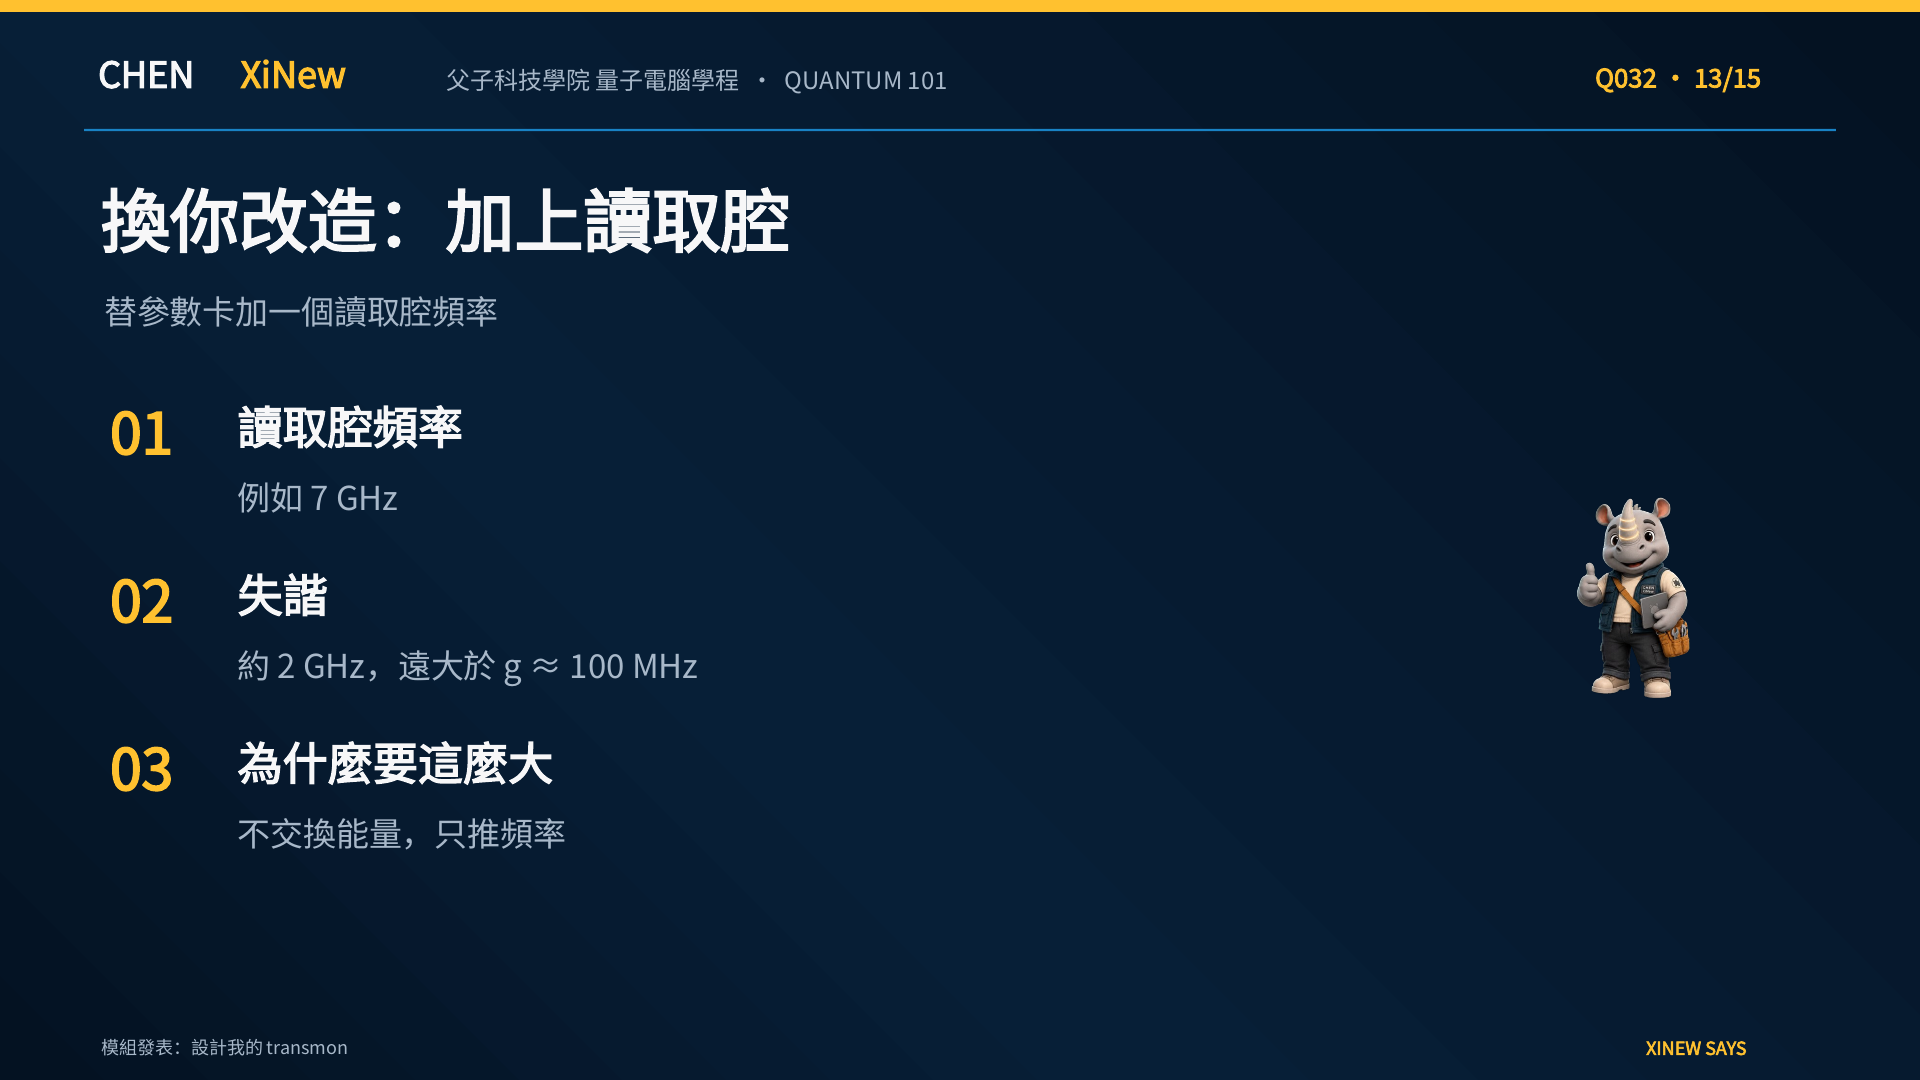 CHEN XiNew 父子科技學院 量子電腦學程 • QUANTUM 101 Q032 • 13/15
換你改造：加上讀取腔
替參數卡加一個讀取腔頻率
01 讀取腔頻率
例如 7 GHz
02 失諧
約 2 GHz，遠大於 g ≈ 100 MHz
03 為什麼要這麼大
不交換能量，只推頻率
模組發表：設計我的 transmon XINEW SAYS